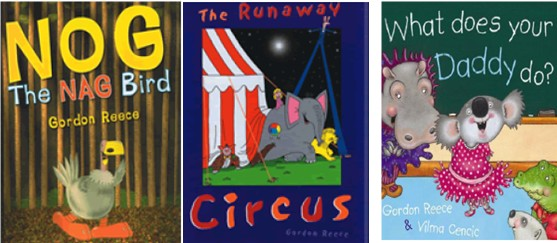 NOG
The NAG Bird
Gordon Reece
The Runaway
Circus
Gordon Reece
What does your
Daddy do?
Gordon Reece
& Vilma Cencic